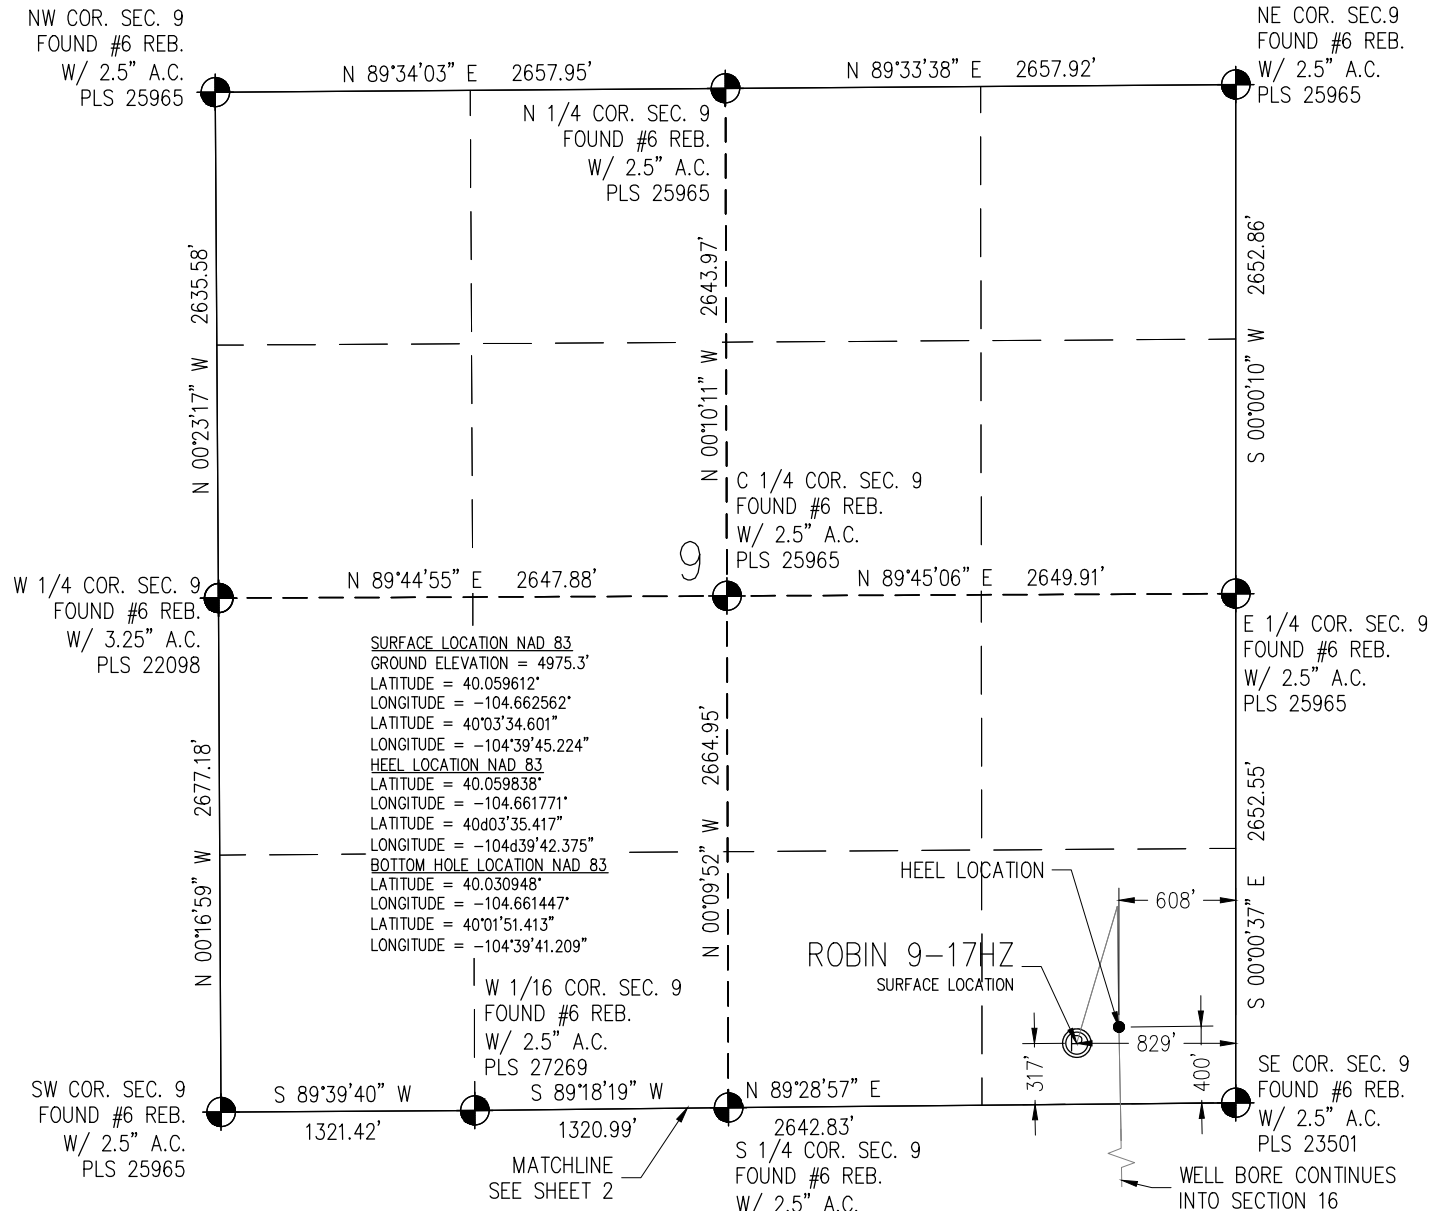 NW COR. SEC. 9
FOUND #6 REB.
W/ 2.5" A.C.
PLS 25965
N 89°34'03" E 2657.95'
N 89°33'38" E 2657.92'
NE COR. SEC.9
FOUND #6 REB.
W/ 2.5" A.C.
PLS 25965
N 1/4 COR. SEC. 9
FOUND #6 REB.
W/ 2.5" A.C.
PLS 25965
N 00°23'17" W 2635.58'
N 00°10'11" W 2643.97'
S 00°00'10" W 2652.86'
C 1/4 COR. SEC. 9
FOUND #6 REB.
W/ 2.5" A.C.
PLS 25965
9
W 1/4 COR. SEC. 9
FOUND #6 REB.
W/ 3.25" A.C.
PLS 22098
N 89°44'55" E 2647.88'
N 89°45'06" E 2649.91'
E 1/4 COR. SEC. 9
FOUND #6 REB.
W/ 2.5" A.C.
PLS 25965
SURFACE LOCATION NAD 83
GROUND ELEVATION = 4975.3'
LATITUDE = 40.059612°
LONGITUDE = -104.662562°
LATITUDE = 40°03'34.601"
LONGITUDE = -104°39'45.224"
HEEL LOCATION NAD 83
LATITUDE = 40.059838°
LONGITUDE = -104.661771°
LATITUDE = 40d03'35.417"
LONGITUDE = -104d39'42.375"
BOTTOM HOLE LOCATION NAD 83
LATITUDE = 40.030948°
LONGITUDE = -104.661447°
LATITUDE = 40°01'51.413"
LONGITUDE = -104°39'41.209"
N 00°16'59" W 2677.18'
N 00°09'52" W 2664.95'
S 00°00'37" E 2652.55'
HEEL LOCATION
608'
ROBIN 9-17HZ
SURFACE LOCATION
829'
317'
400'
W 1/16 COR. SEC. 9
FOUND #6 REB.
W/ 2.5" A.C.
PLS 27269
SW COR. SEC. 9
FOUND #6 REB.
W/ 2.5" A.C.
PLS 25965
S 89°39'40" W
1321.42'
S 89°18'19" W
1320.99'
N 89°28'57" E
2642.83'
SE COR. SEC. 9
FOUND #6 REB.
W/ 2.5" A.C.
PLS 23501
MATCHLINE
SEE SHEET 2
S 1/4 COR. SEC. 9
FOUND #6 REB.
W/ 2.5" A.C.
WELL BORE CONTINUES
INTO SECTION 16